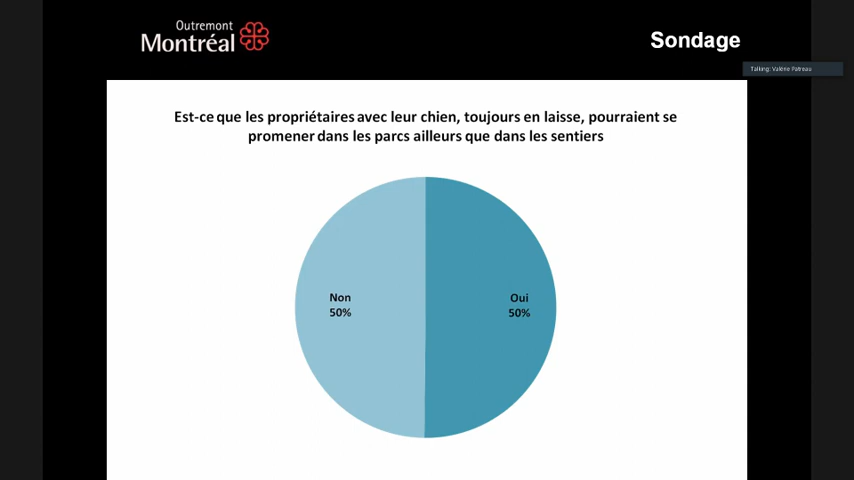 Outremont
Montréal
Sondage
Talking: Valérie Patreau
Est-ce que les propriétaires avec leur chien, toujours en laisse, pourraient se
promener dans les parcs ailleurs que dans les sentiers
Non
50%
Oui
50%